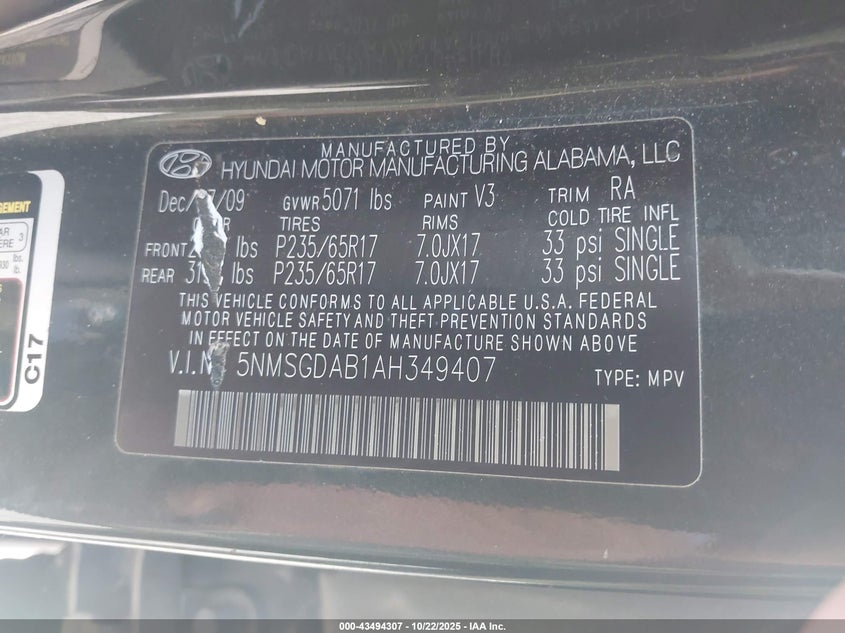 MANUFACTURED BY
HYUNDAI MOTOR MANUFACTURING ALABAMA, LLC
Dec 7/09 GVWR 5071 lbs PAINT V3 TRIM RA
TIRES RIMS COLD TIRE INFL
FRONT lbs P235/65R17 7.0JX17 33 psi SINGLE
REAR lbs P235/65R17 7.0JX17 33 psi SINGLE
THIS VEHICLE CONFORMS TO ALL APPLICABLE U.S.A. FEDERAL
MOTOR VEHICLE SAFETY AND THEFT PREVENTION STANDARDS
IN EFFECT ON THE DATE OF MANUFACTURE SHOWN ABOVE
V.I.N: 5NMSGDAB1AH349407
TYPE: MPV
C17
000-43494307 - 10/22/2025 - IAA Inc.